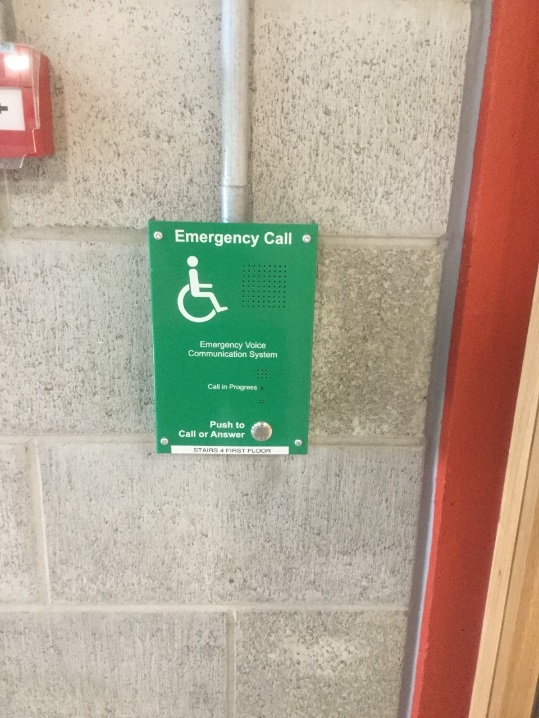 Emergency Call
Emergency Voice
Communication System
Call in Progress
Push to
Call or Answer
STAIRS 4 FIRST FLOOR